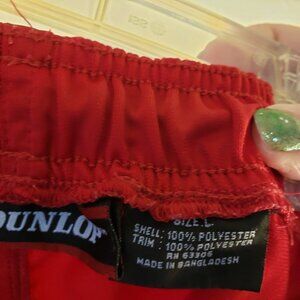 DUNLOP
SIZE L
SHELL: 100% POLYESTER
TRIM : 100% POLYESTER
RN 63306
MADE IN BANGLADESH